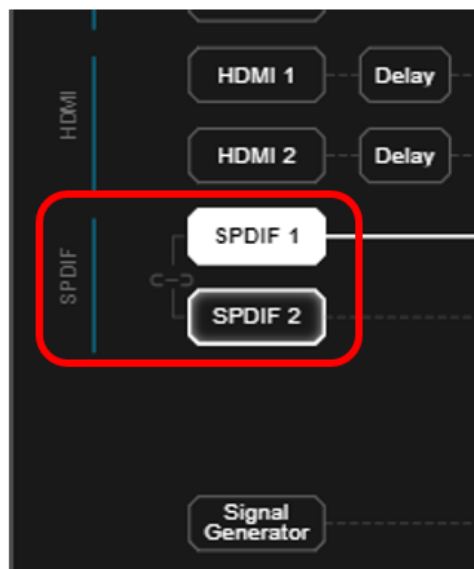 HDMI
HDMI 1
Delay
HDMI 2
Delay
SPDIF
SPDIF 1
SPDIF 2
Signal
Generator